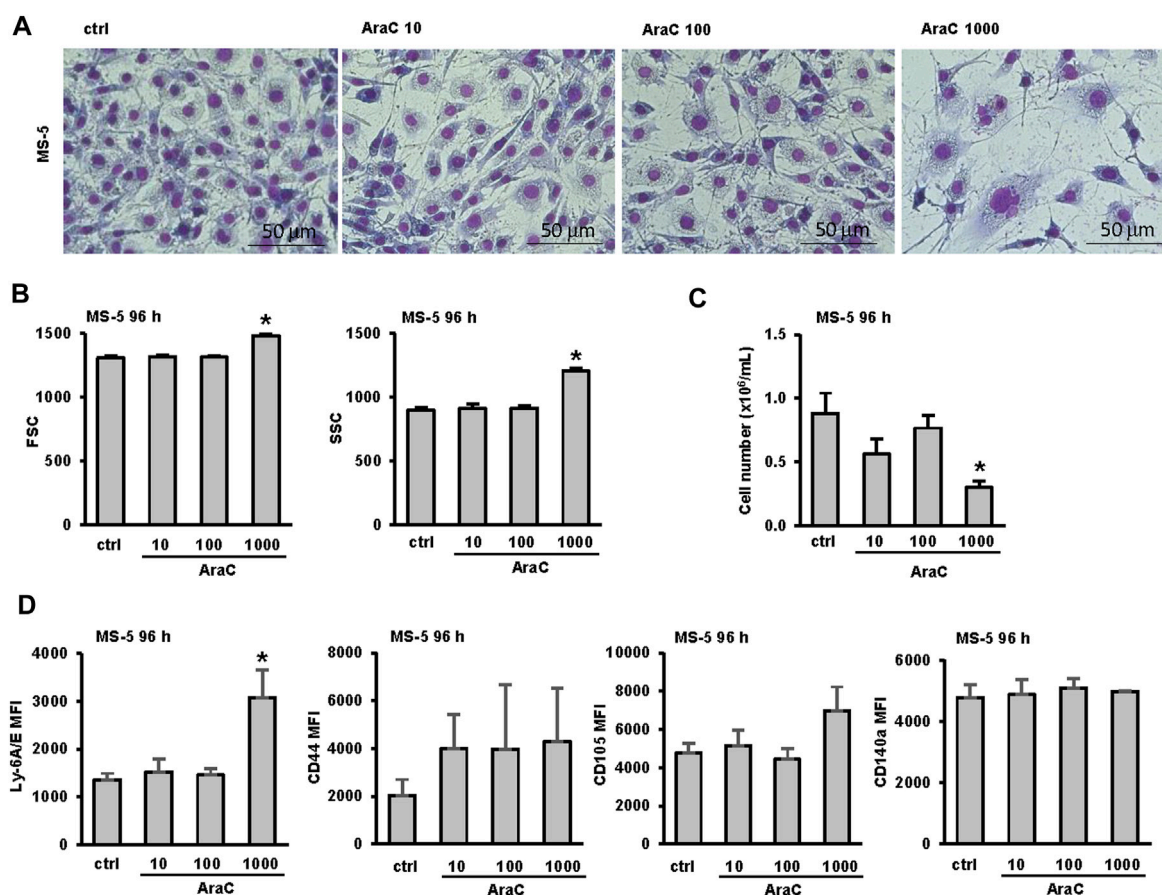 A
ctrl
AraC 10
AraC 100
AraC 1000
MS-5
50 µm
50 µm
50 µm
50 µm
B
MS-5 96 h
FSC
1500
1000
500
0
*
ctrl 10 100 1000
AraC
MS-5 96 h
SSC
1500
1000
500
0
*
ctrl 10 100 1000
AraC
C
MS-5 96 h
Cell number (x10⁶/mL)
1.5
1.0
0.5
0.0
*
ctrl 10 100 1000
AraC
D
MS-5 96 h
Ly-6A/E MFI
4000
3000
2000
1000
0
*
ctrl 10 100 1000
AraC
MS-5 96 h
CD44 MFI
8000
6000
4000
2000
0
ctrl 10 100 1000
AraC
MS-5 96 h
CD105 MFI
10000
8000
6000
4000
2000
0
ctrl 10 100 1000
AraC
MS-5 96 h
CD140a MFI
6000
4000
2000
0
ctrl 10 100 1000
AraC